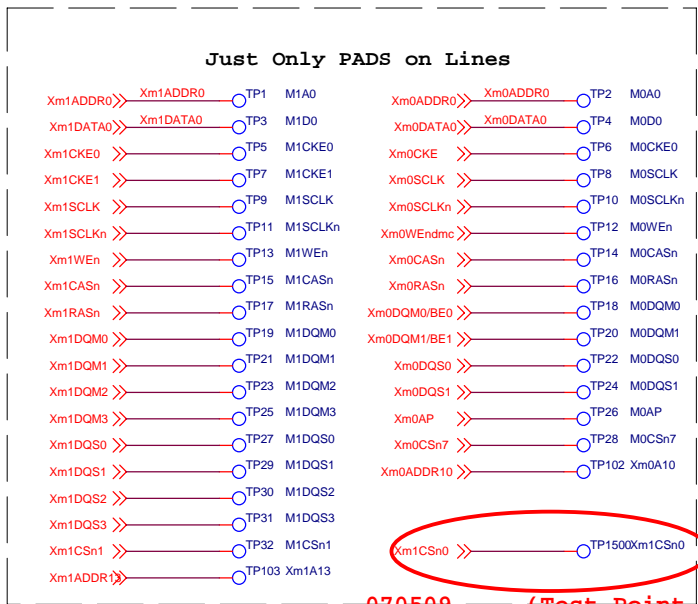 Just Only PADS on Lines
Xm1ADDR0 Xm1ADDR0 TP1 M1A0
Xm1DATA0 Xm1DATA0 TP3 M1D0
Xm1CKE0 TP5 M1CKE0
Xm1CKE1 TP7 M1CKE1
Xm1SCLK TP9 M1SCLK
Xm1SCLKn TP11 M1SCLKn
Xm1WEn TP13 M1WEn
Xm1CASn TP15 M1CASn
Xm1RASn TP17 M1RASn
Xm1DQM0 TP19 M1DQM0
Xm1DQM1 TP21 M1DQM1
Xm1DQM2 TP23 M1DQM2
Xm1DQM3 TP25 M1DQM3
Xm1DQS0 TP27 M1DQS0
Xm1DQS1 TP29 M1DQS1
Xm1DQS2 TP30 M1DQS2
Xm1DQS3 TP31 M1DQS3
Xm1CSn1 TP32 M1CSn1
Xm1ADDR13 TP103 Xm1A13
Xm0ADDR0 Xm0ADDR0 TP2 M0A0
Xm0DATA0 Xm0DATA0 TP4 M0D0
Xm0CKE TP6 M0CKE0
Xm0SCLK TP8 M0SCLK
Xm0SCLKn TP10 M0SCLKn
Xm0WEndmc TP12 M0WEn
Xm0CASn TP14 M0CASn
Xm0RASn TP16 M0RASn
Xm0DQM0/BE0 TP18 M0DQM0
Xm0DQM1/BE1 TP20 M0DQM1
Xm0DQS0 TP22 M0DQS0
Xm0DQS1 TP24 M0DQS1
Xm0AP TP26 M0AP
Xm0CSn7 TP28 M0CSn7
Xm0ADDR10 TP102 Xm0A10
Xm1CSn0 TP1500 Xm1CSn0
070509 (Test Point